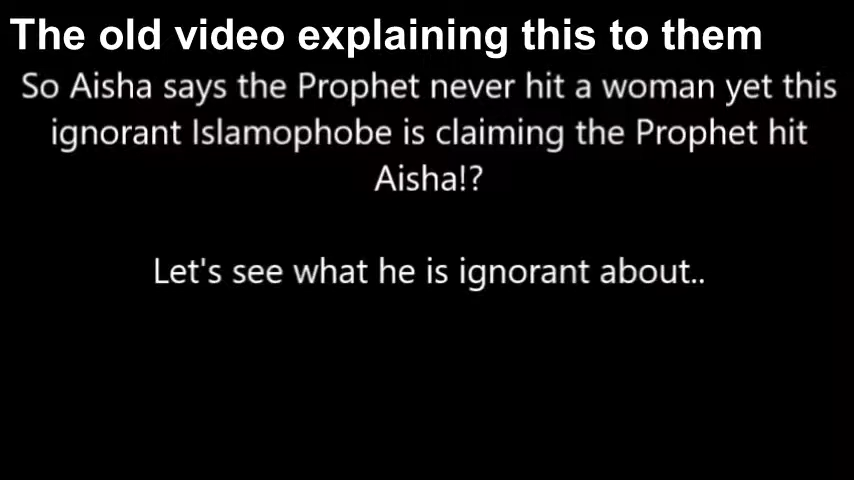 The old video explaining this to them
So Aisha says the Prophet never hit a woman yet this
ignorant Islamophobe is claiming the Prophet hit
Aisha!?
Let's see what he is ignorant about..